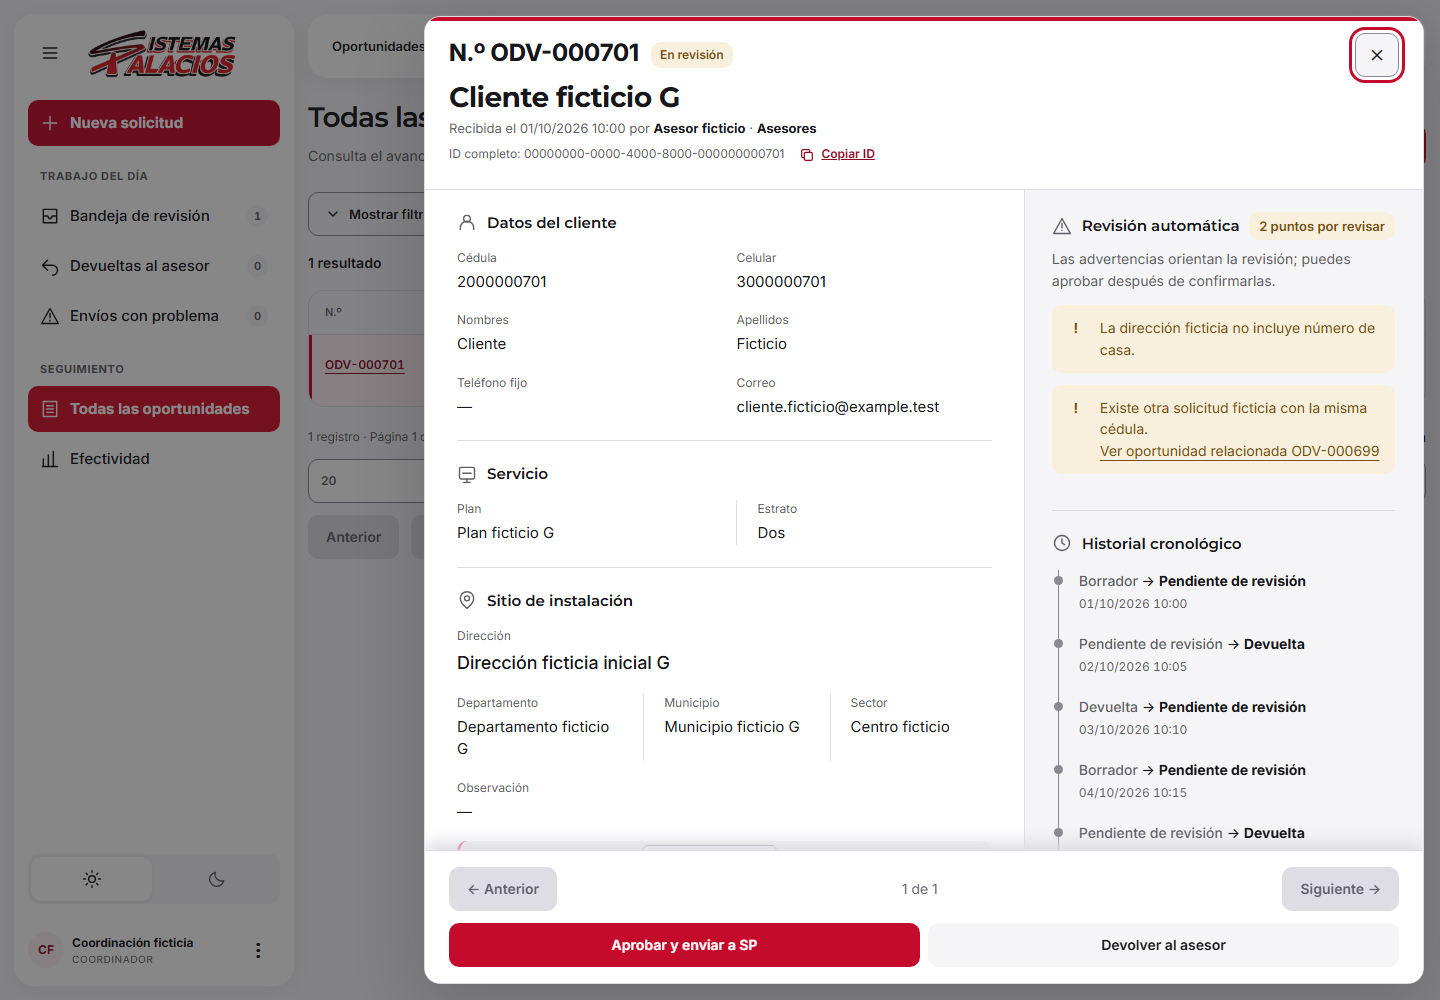 SISTEMAS
PALACIOS
Nueva solicitud
TRABAJO DEL DÍA
Bandeja de revisión 1
Devueltas al asesor 0
Envíos con problema 0
SEGUIMIENTO
Todas las oportunidades
Efectividad
CF
Coordinación ficticia
COORDINADOR
Oportunidades
Todas las
Consulta el
Mostrar
1 resultado
N.º
ODV-000701
1 registro · Página 1
20
Anterior
N.º ODV-000701 En revisión
Cliente ficticio G
Recibida el 01/10/2026 10:00 por Asesor ficticio · Asesores
ID completo: 00000000-0000-4000-8000-000000000701 Copiar ID
Datos del cliente
Cédula Celular
2000000701 3000000701
Nombres Apellidos
Cliente Ficticio
Teléfono fijo Correo
— cliente.ficticio@example.test
Servicio
Plan Estrato
Plan ficticio G Dos
Sitio de instalación
Dirección
Dirección ficticia inicial G
Departamento Municipio Sector
Departamento ficticio Municipio ficticio G Centro ficticio
G
Observación
—
Revisión automática 2 puntos por revisar
Las advertencias orientan la revisión; puedes
aprobar después de confirmarlas.
! La dirección ficticia no incluye número de
casa.
! Existe otra solicitud ficticia con la misma
cédula.
Ver oportunidad relacionada ODV-000699
Historial cronológico
Borrador → Pendiente de revisión
01/10/2026 10:00
Pendiente de revisión → Devuelta
02/10/2026 10:05
Devuelta → Pendiente de revisión
03/10/2026 10:10
Borrador → Pendiente de revisión
04/10/2026 10:15
Pendiente de revisión → Devuelta
← Anterior 1 de 1 Siguiente →
Aprobar y enviar a SP Devolver al asesor